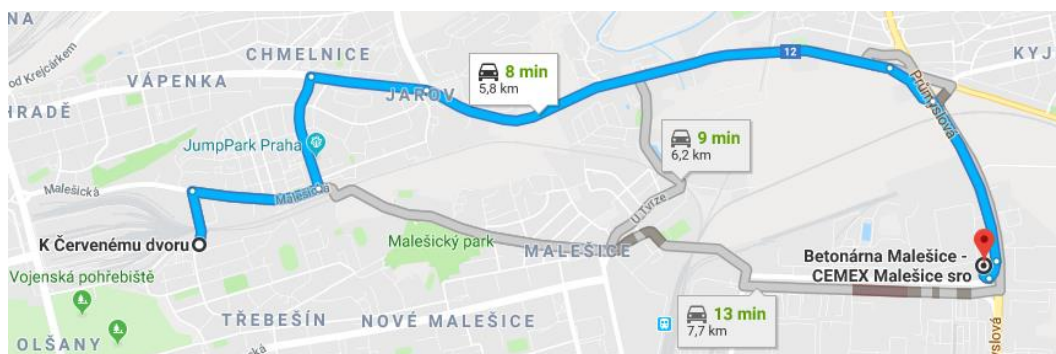 NA
CHMELNICE
KYJ
od Krejcárkem
VÁPENKA
8 min
5,8 km
12
HRADĚ
JAROV
Průmyslová
JumpPark Praha
9 min
6,2 km
Malešická
Malešická
U Tvrze
K Červenému dvoru
Malešický park
MALEŠICE
Betonárna Malešice -
CEMEX Malešice sro
Vojenská pohřebiště
13 min
7,7 km
TŘEBEŠÍN
NOVÉ MALEŠICE
Průmyslová
OLŠANY